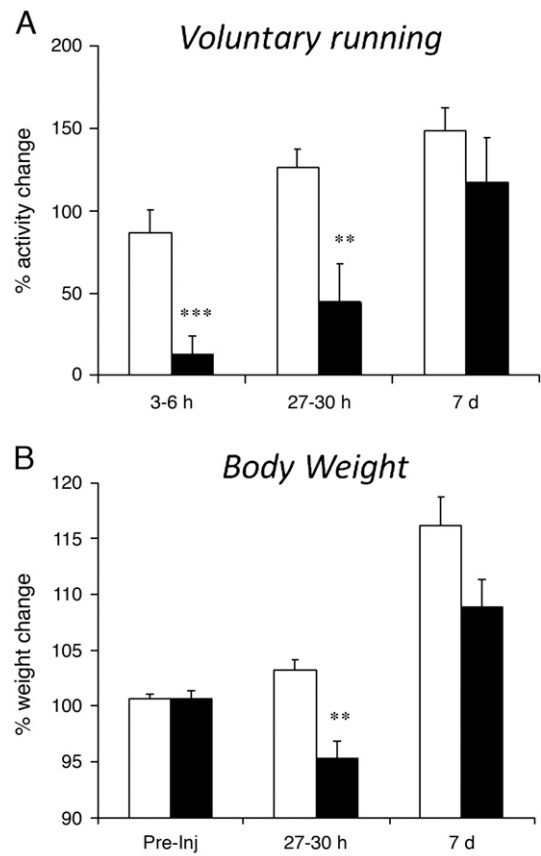 A
Voluntary running
200
150
100
50
0
% activity change
***
**
3-6 h
27-30 h
7 d
B
Body Weight
120
115
110
105
100
95
90
% weight change
**
Pre-Inj
27-30 h
7 d